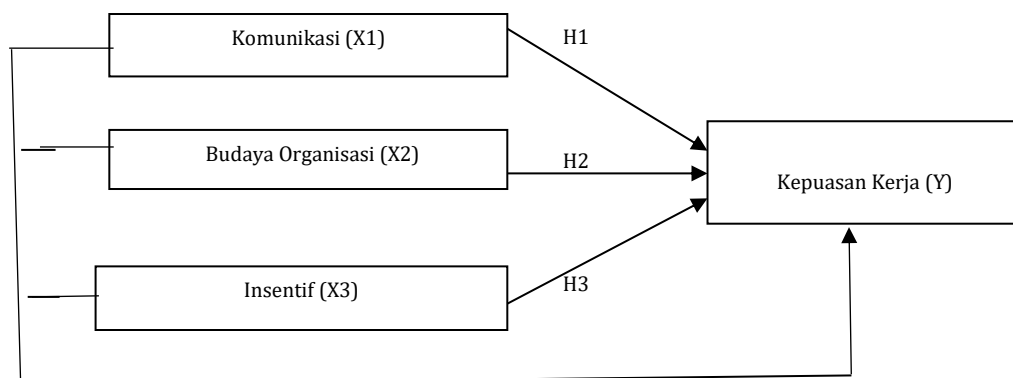 Komunikasi (X1)
H1
Budaya Organisasi (X2)
H2
Kepuasan Kerja (Y)
Insentif (X3)
H3